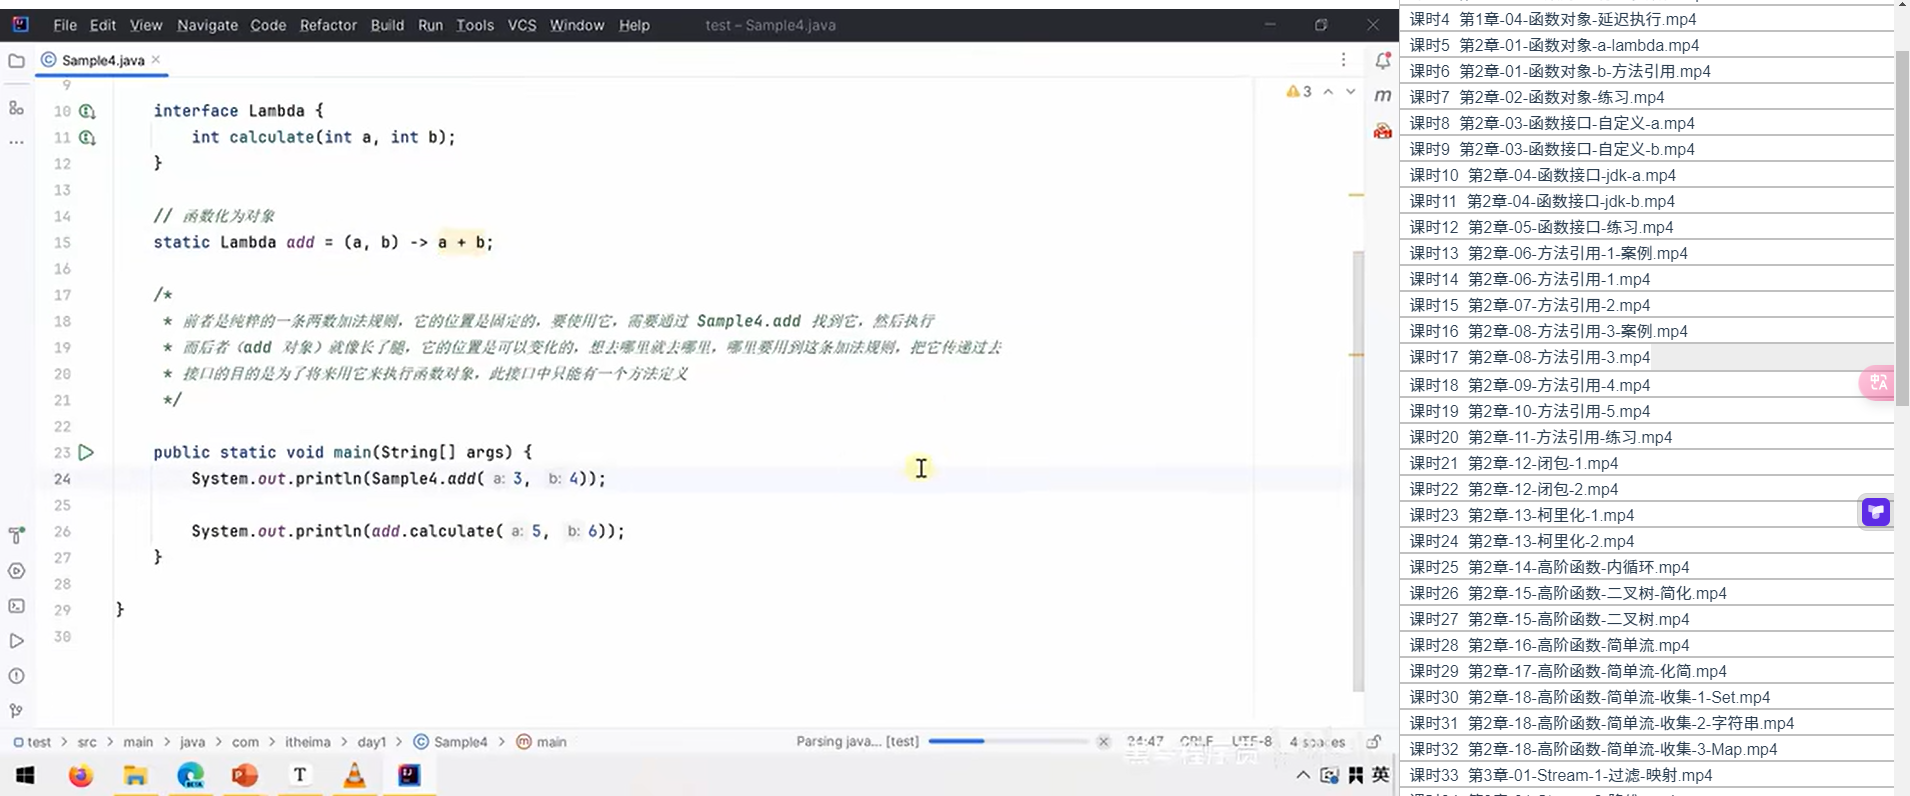 File Edit View Navigate Code Refactor Build Run Tools VCS Window Help test – Sample4.java
Sample4.java
9
3
10 interface Lambda {
11 int calculate(int a, int b);
12 }
13
14 // 函数化为对象
15 static Lambda add = (a, b) -> a + b;
16
17 /*
18 * 前者是纯粹的一条两数加法规则，它的位置是固定的，要使用它，需要通过 Sample4.add 找到它，然后执行
19 * 而后者（add 对象）就像长了腿，它的位置是可以变化的，想去哪里就去哪里，哪里要用到这条加法规则，把它传递过去
20 * 接口的目的是为了将来用它来执行函数对象，此接口中只能有一个方法定义
21 */
22
23 public static void main(String[] args) {
24 System.out.println(Sample4.add( a: 3, b: 4));
25
26 System.out.println(add.calculate( a: 5, b: 6));
27 }
28
29 }
30
test > src > main > java > com > itheima > day1 > Sample4 > main
Parsing java... [test] 24:47 CRLF UTF-8 4 spaces
英
课时4 第1章-04-函数对象-延迟执行.mp4
课时5 第2章-01-函数对象-a-lambda.mp4
课时6 第2章-01-函数对象-b-方法引用.mp4
课时7 第2章-02-函数对象-练习.mp4
课时8 第2章-03-函数接口-自定义-a.mp4
课时9 第2章-03-函数接口-自定义-b.mp4
课时10 第2章-04-函数接口-jdk-a.mp4
课时11 第2章-04-函数接口-jdk-b.mp4
课时12 第2章-05-函数接口-练习.mp4
课时13 第2章-06-方法引用-1-案例.mp4
课时14 第2章-06-方法引用-1.mp4
课时15 第2章-07-方法引用-2.mp4
课时16 第2章-08-方法引用-3-案例.mp4
课时17 第2章-08-方法引用-3.mp4
课时18 第2章-09-方法引用-4.mp4
课时19 第2章-10-方法引用-5.mp4
课时20 第2章-11-方法引用-练习.mp4
课时21 第2章-12-闭包-1.mp4
课时22 第2章-12-闭包-2.mp4
课时23 第2章-13-柯里化-1.mp4
课时24 第2章-13-柯里化-2.mp4
课时25 第2章-14-高阶函数-内循环.mp4
课时26 第2章-15-高阶函数-二叉树-简化.mp4
课时27 第2章-15-高阶函数-二叉树.mp4
课时28 第2章-16-高阶函数-简单流.mp4
课时29 第2章-17-高阶函数-简单流-化简.mp4
课时30 第2章-18-高阶函数-简单流-收集-1-Set.mp4
课时31 第2章-18-高阶函数-简单流-收集-2-字符串.mp4
课时32 第2章-18-高阶函数-简单流-收集-3-Map.mp4
课时33 第3章-01-Stream-1-过滤-映射.mp4